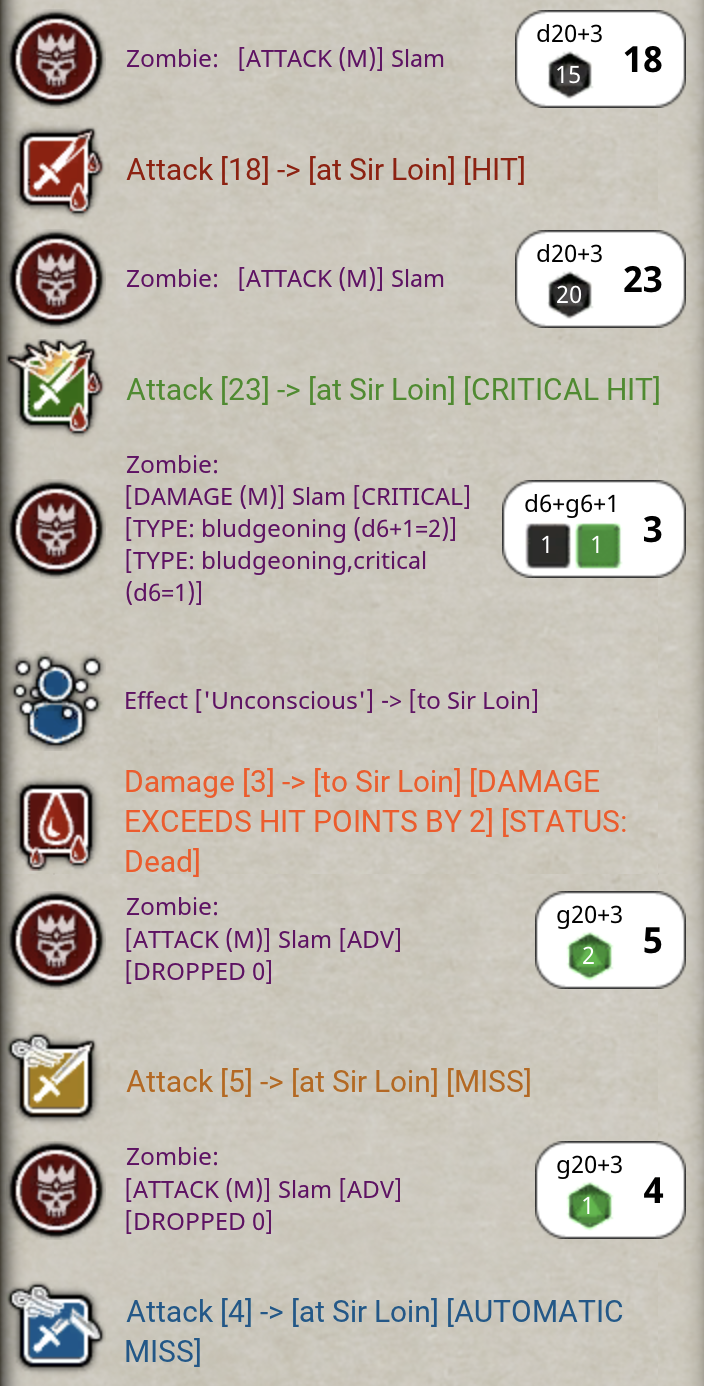 Zombie: [ATTACK (M)] Slam
d20+3
15
18
Attack [18] -> [at Sir Loin] [HIT]
Zombie: [ATTACK (M)] Slam
d20+3
20
23
Attack [23] -> [at Sir Loin] [CRITICAL HIT]
Zombie:
[DAMAGE (M)] Slam [CRITICAL]
[TYPE: bludgeoning (d6+1=2)]
[TYPE: bludgeoning,critical
(d6=1)]
d6+g6+1
1 1
3
Effect ['Unconscious'] -> [to Sir Loin]
Damage [3] -> [to Sir Loin] [DAMAGE
EXCEEDS HIT POINTS BY 2] [STATUS:
Dead]
Zombie:
[ATTACK (M)] Slam [ADV]
[DROPPED 0]
g20+3
2
5
Attack [5] -> [at Sir Loin] [MISS]
Zombie:
[ATTACK (M)] Slam [ADV]
[DROPPED 0]
g20+3
1
4
Attack [4] -> [at Sir Loin] [AUTOMATIC
MISS]